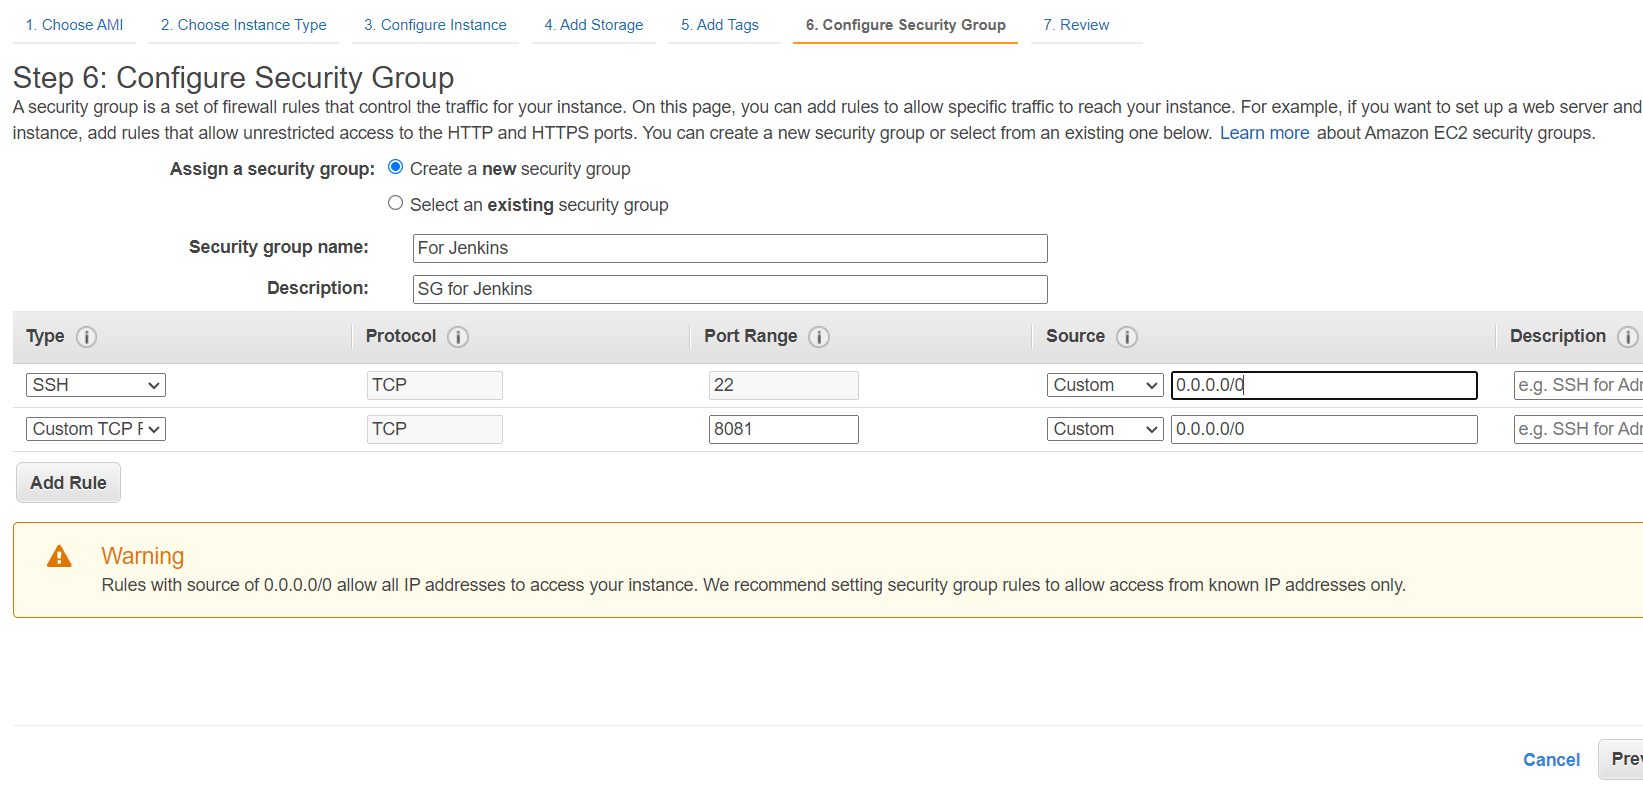 1. Choose AMI 2. Choose Instance Type 3. Configure Instance 4. Add Storage 5. Add Tags 6. Configure Security Group 7. Review
Step 6: Configure Security Group
A security group is a set of firewall rules that control the traffic for your instance. On this page, you can add rules to allow specific traffic to reach your instance. For example, if you want to set up a web server and
instance, add rules that allow unrestricted access to the HTTP and HTTPS ports. You can create a new security group or select from an existing one below. Learn more about Amazon EC2 security groups.
Assign a security group: Create a new security group
Select an existing security group
Security group name: For Jenkins
Description: SG for Jenkins
Type Protocol Port Range Source Description
SSH TCP 22 Custom 0.0.0.0/0 e.g. SSH for Adr
Custom TCP TCP 8081 Custom 0.0.0.0/0 e.g. SSH for Adr
Add Rule
Warning
Rules with source of 0.0.0.0/0 allow all IP addresses to access your instance. We recommend setting security group rules to allow access from known IP addresses only.
Cancel Prev